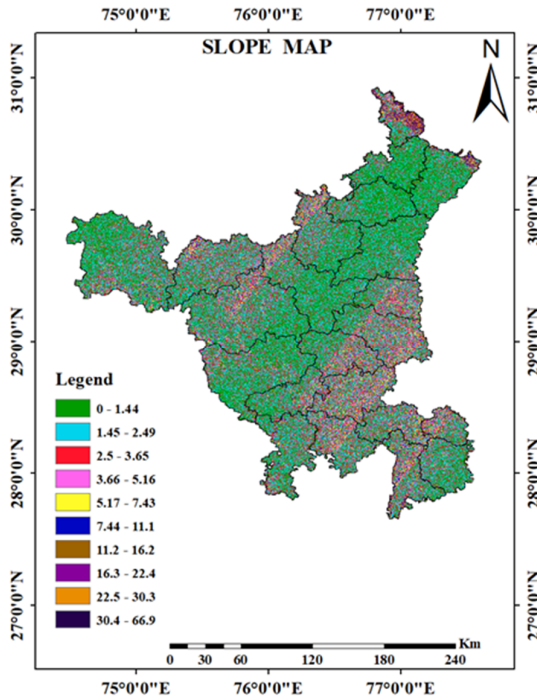 75°0'0"E 76°0'0"E 77°0'0"E
SLOPE MAP
N
31°0'0"N 31°0'0"N
30°0'0"N 30°0'0"N
29°0'0"N 29°0'0"N
28°0'0"N 28°0'0"N
27°0'0"N 27°0'0"N
Legend
0 - 1.44
1.45 - 2.49
2.5 - 3.65
3.66 - 5.16
5.17 - 7.43
7.44 - 11.1
11.2 - 16.2
16.3 - 22.4
22.5 - 30.3
30.4 - 66.9
Km
0 30 60 120 180 240
75°0'0"E 76°0'0"E 77°0'0"E